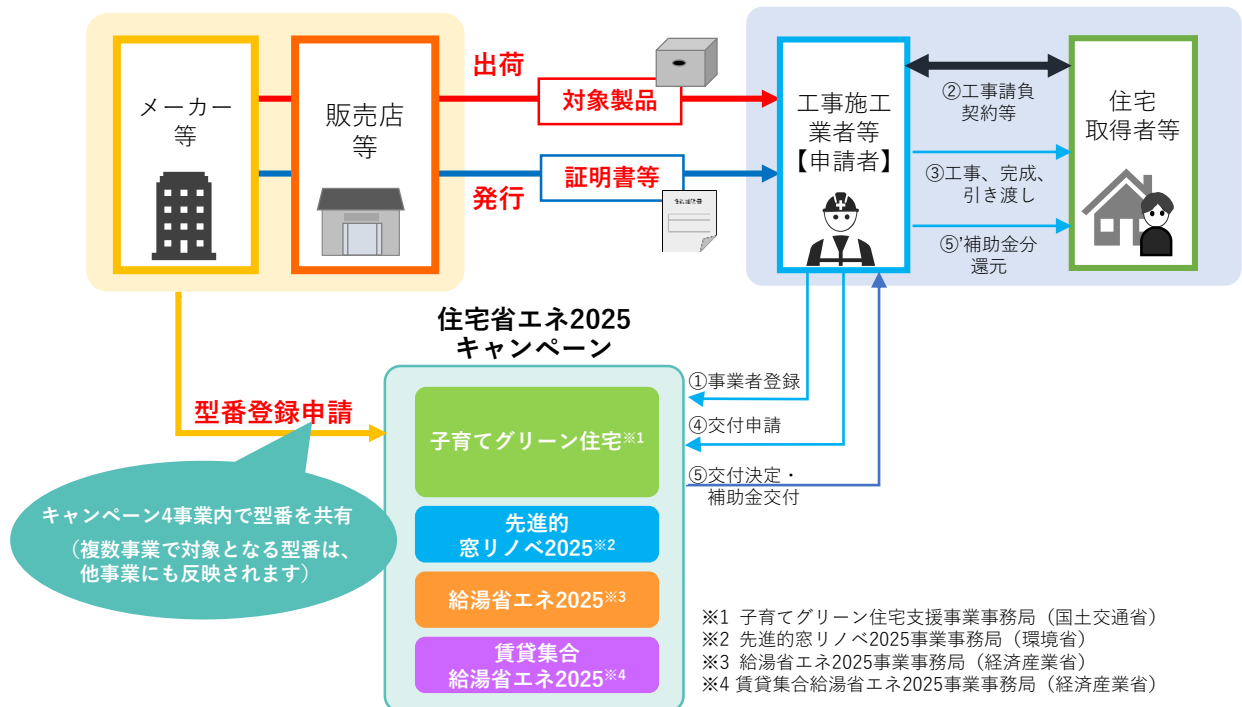 メーカー
等
販売店
等
出荷
対象製品
発行
証明書等
工事施工
業者等
【申請者】
②工事請負
契約等
③工事、完成、
引き渡し
⑤'補助金分
還元
住宅
取得者等
住宅省エネ2025
キャンペーン
型番登録申請
①事業者登録
④交付申請
⑤交付決定・
補助金交付
子育てグリーン住宅※1
先進的
窓リノベ2025※2
給湯省エネ2025※3
賃貸集合
給湯省エネ2025※4
キャンペーン4事業内で型番を共有
（複数事業で対象となる型番は、
他事業にも反映されます）
※1 子育てグリーン住宅支援事業事務局（国土交通省）
※2 先進的窓リノベ2025事業事務局（環境省）
※3 給湯省エネ2025事業事務局（経済産業省）
※4 賃貸集合給湯省エネ2025事業事務局（経済産業省）